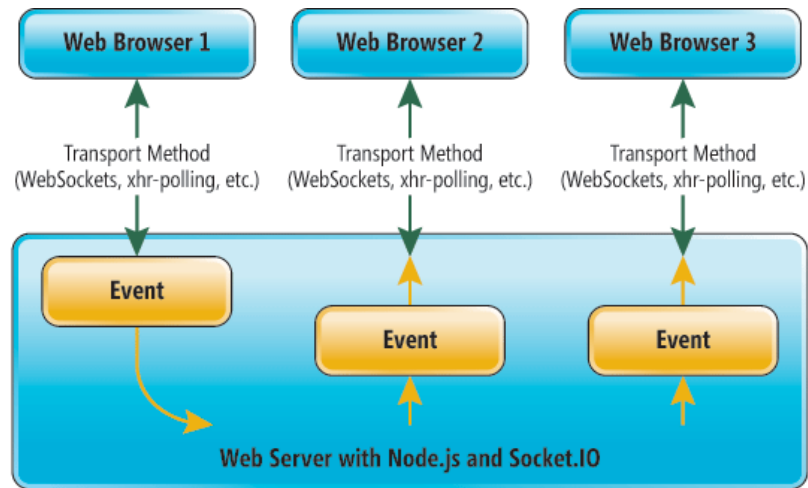 Web Browser 1
Web Browser 2
Web Browser 3
Transport Method
(WebSockets, xhr-polling, etc.)
Transport Method
(WebSockets, xhr-polling, etc.)
Transport Method
(WebSockets, xhr-polling, etc.)
Event
Event
Event
Web Server with Node.js and Socket.IO